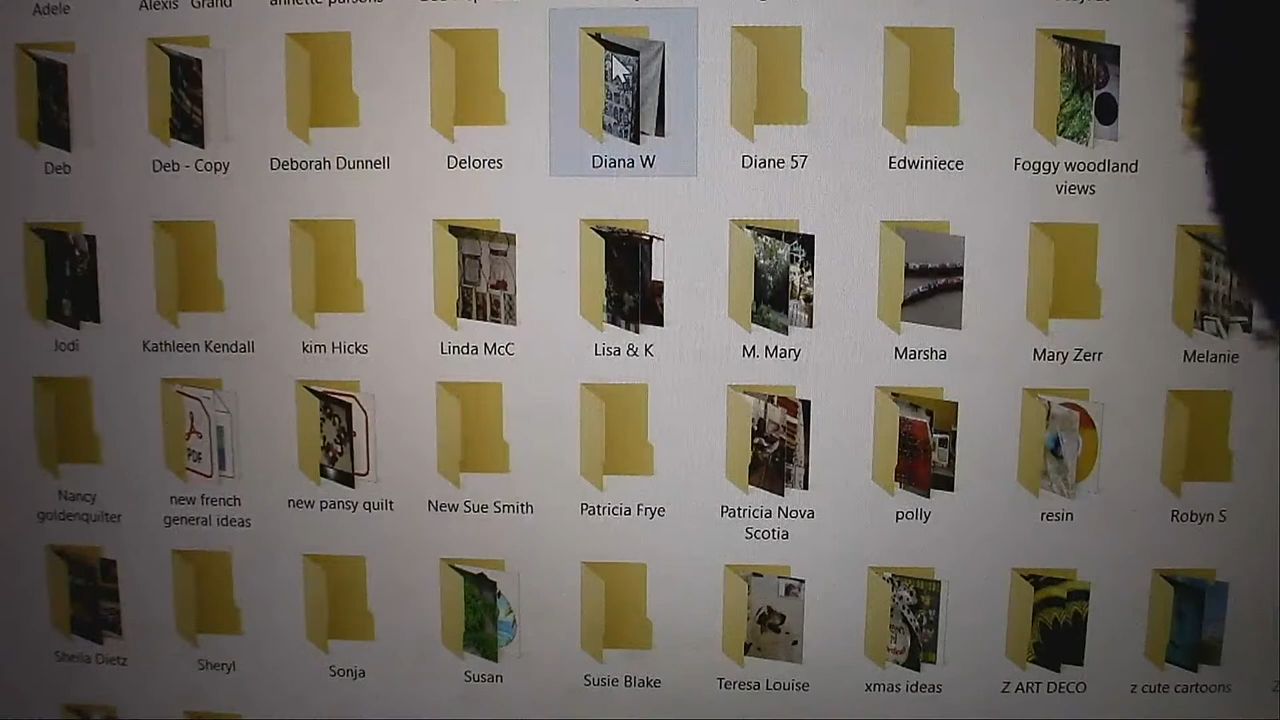 Adele
Alexis Grand
annette parsons
Deb
Deb - Copy
Deborah Dunnell
Delores
Diana W
Diane 57
Edwiniece
Foggy woodland
views
Jodi
Kathleen Kendall
kim Hicks
Linda McC
Lisa & K
M. Mary
Marsha
Mary Zerr
Melanie
Nancy
goldenquilter
new french
general ideas
PDF
new pansy quilt
New Sue Smith
Patricia Frye
Patricia Nova
Scotia
polly
resin
Robyn S
Sheila Dietz
Sheryl
Sonja
Susan
Susie Blake
Teresa Louise
xmas ideas
Z ART DECO
z cute cartoons